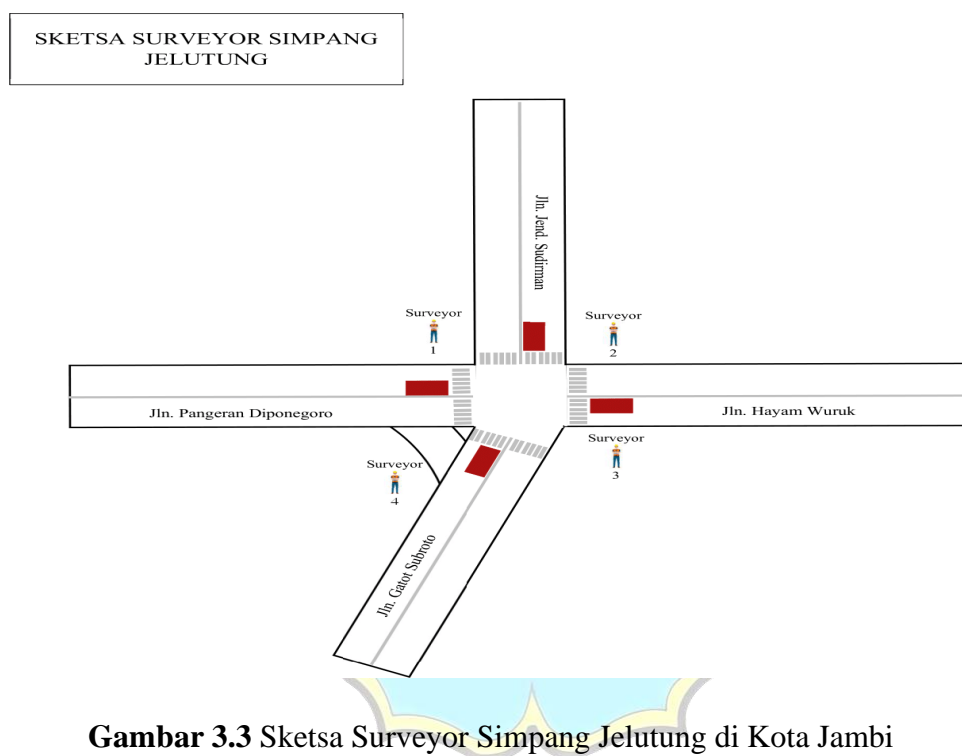 SKETSA SURVEYOR SIMPANG
JELUTUNG
Jln. Jend. Sudirman
Surveyor
1
Surveyor
2
Jln. Pangeran Diponegoro
Jln. Hayam Wuruk
Surveyor
3
Surveyor
4
Jln. Gatot Subroto
Gambar 3.3 Sketsa Surveyor Simpang Jelutung di Kota Jambi